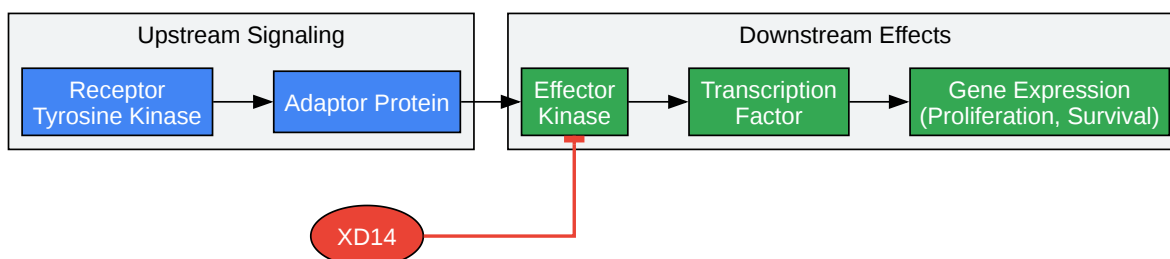 Upstream Signaling
Downstream Effects
Receptor
Tyrosine Kinase
Adaptor Protein
Effector
Kinase
Transcription
Factor
Gene Expression
(Proliferation, Survival)
XD14